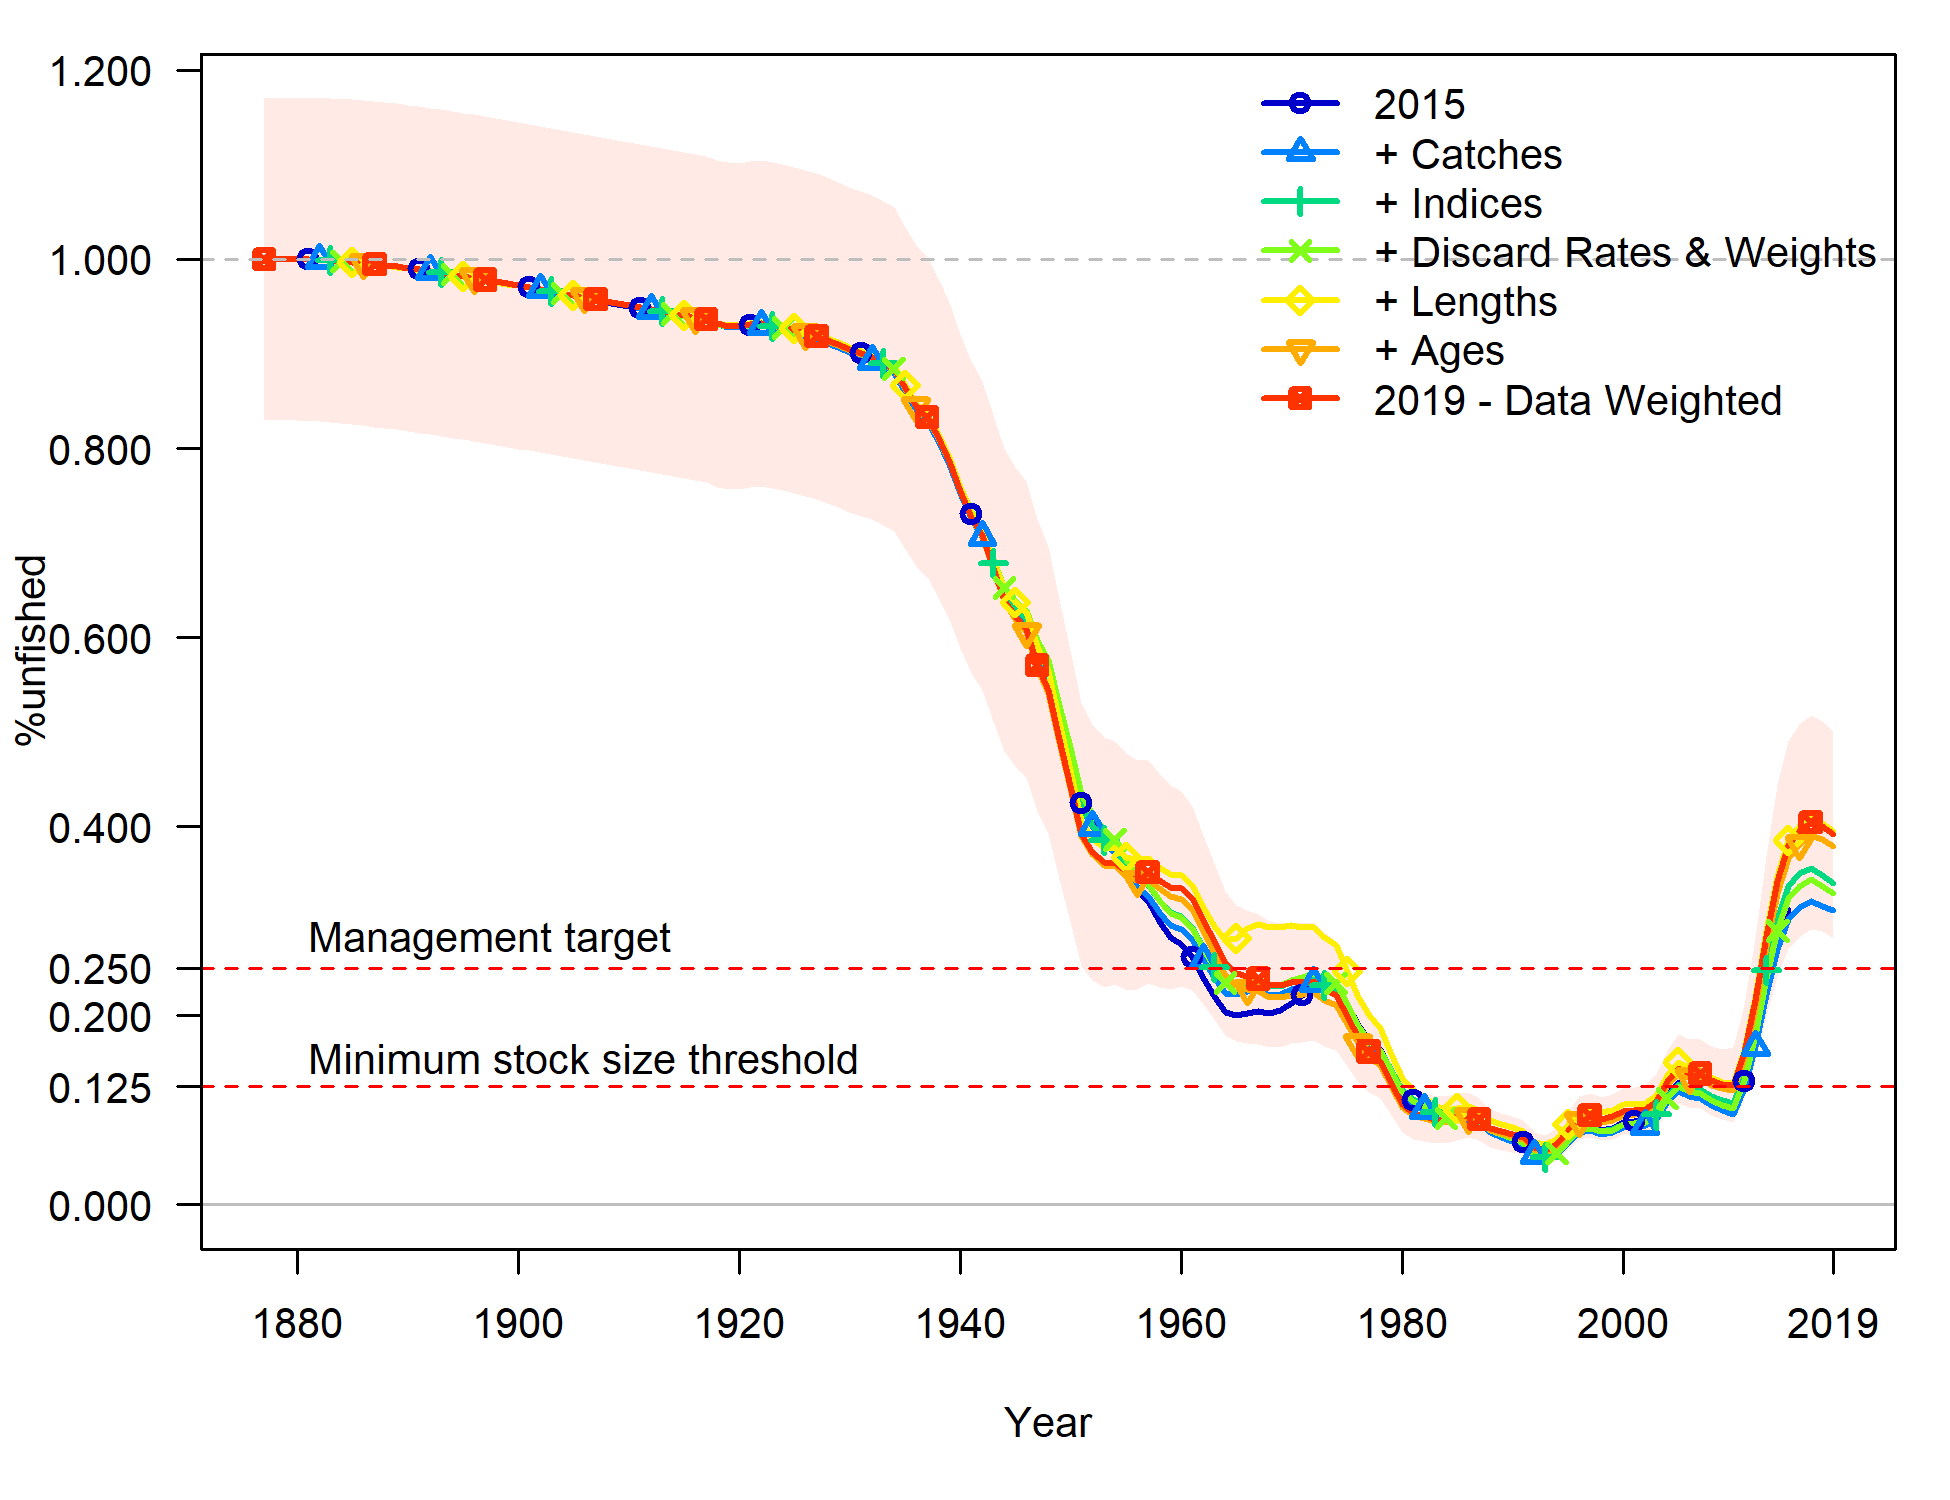 1.200
1.000
0.800
0.600
0.400
0.250
0.200
0.125
0.000
%unfished
2015
+ Catches
+ Indices
+ Discard Rates & Weights
+ Lengths
+ Ages
2019 - Data Weighted
Management target
Minimum stock size threshold
1880 1900 1920 1940 1960 1980 2000 2019
Year